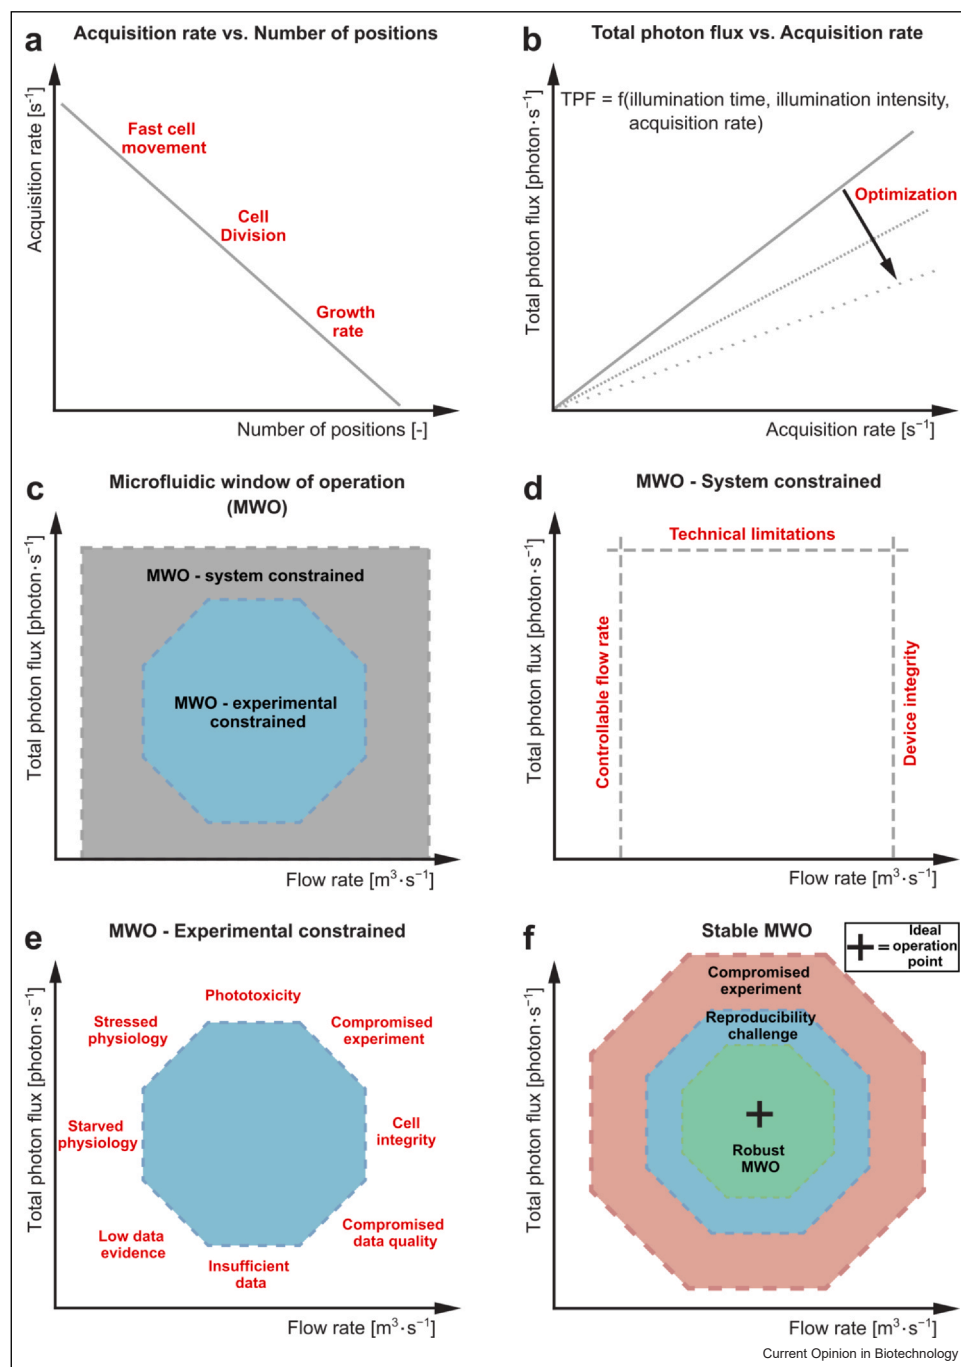 a
Acquisition rate vs. Number of positions
Acquisition rate [s⁻¹]
Fast cell
movement
Cell
Division
Growth
rate
Number of positions [-]
b
Total photon flux vs. Acquisition rate
Total photon flux [photon·s⁻¹]
TPF = f(illumination time, illumination intensity,
acquisition rate)
Optimization
Acquisition rate [s⁻¹]
c
Microfluidic window of operation
(MWO)
Total photon flux [photon·s⁻¹]
MWO - system constrained
MWO - experimental
constrained
Flow rate [m³·s⁻¹]
d
MWO - System constrained
Total photon flux [photon·s⁻¹]
Technical limitations
Controllable flow rate
Device integrity
Flow rate [m³·s⁻¹]
e
MWO - Experimental constrained
Total photon flux [photon·s⁻¹]
Phototoxicity
Stressed
physiology
Compromised
experiment
Starved
physiology
Cell
integrity
Low data
evidence
Compromised
data quality
Insufficient
data
Flow rate [m³·s⁻¹]
f
Stable MWO
+ = Ideal
operation
point
Total photon flux [photon·s⁻¹]
Compromised
experiment
Reproducibility
challenge
+
Robust
MWO
Flow rate [m³·s⁻¹]
Current Opinion in Biotechnology